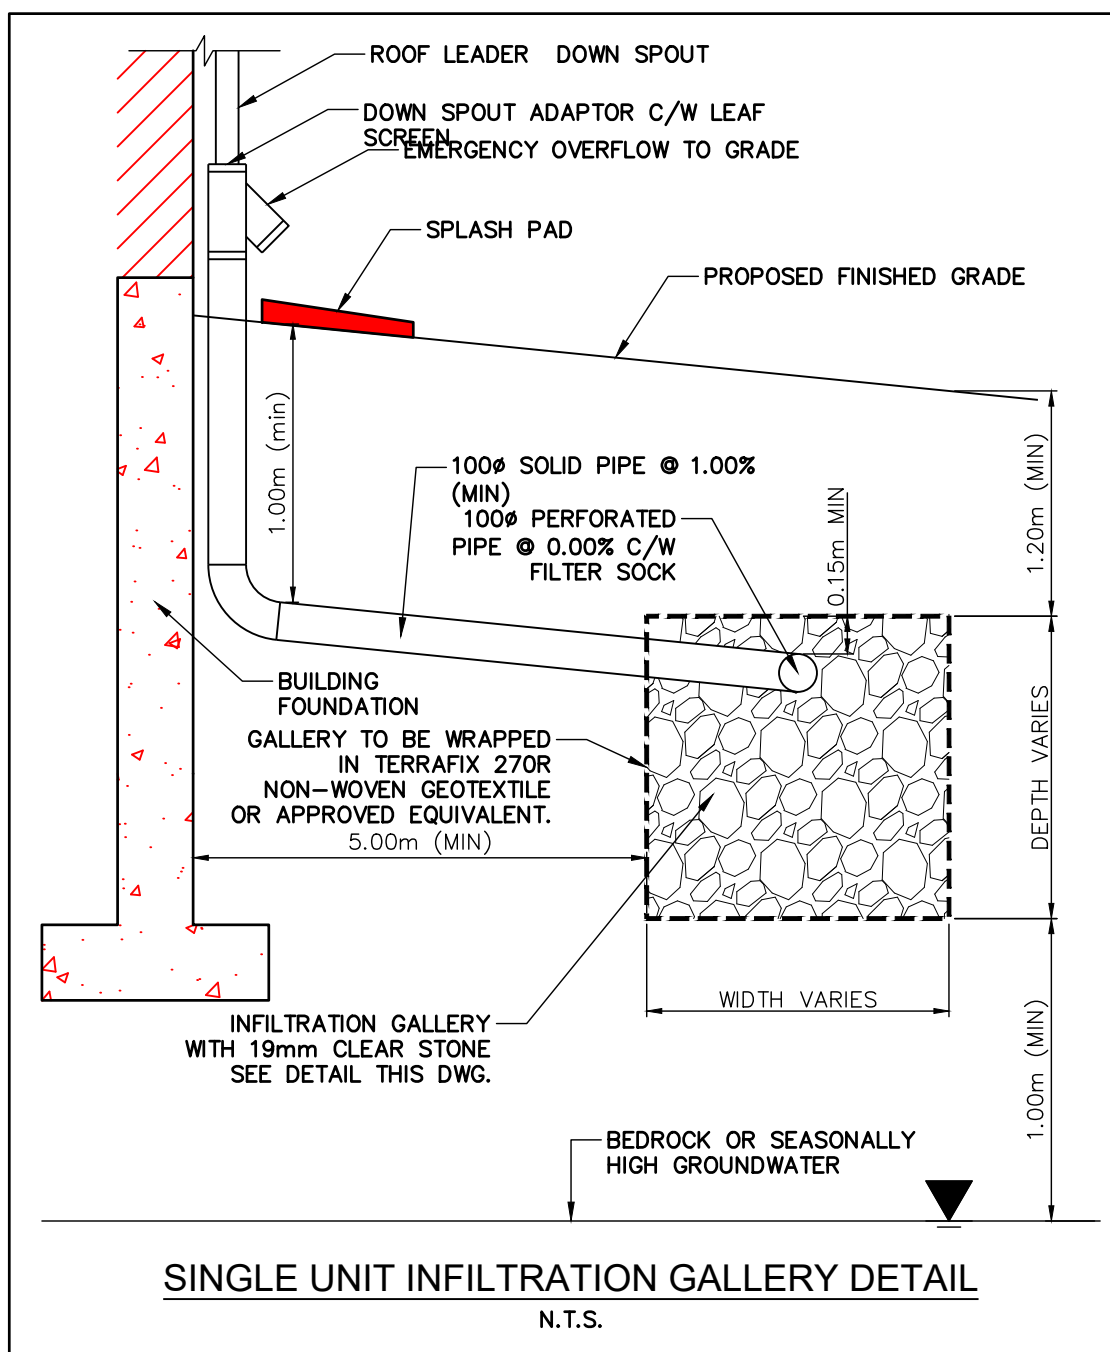 ROOF LEADER DOWN SPOUT
DOWN SPOUT ADAPTOR C/W LEAF
SCREEN
EMERGENCY OVERFLOW TO GRADE
SPLASH PAD
PROPOSED FINISHED GRADE
1.00m (min)
100ø SOLID PIPE @ 1.00%
(MIN)
100ø PERFORATED
PIPE @ 0.00% C/W
FILTER SOCK
0.15m MIN
1.20m (MIN)
BUILDING
FOUNDATION
GALLERY TO BE WRAPPED
IN TERRAFIX 270R
NON-WOVEN GEOTEXTILE
OR APPROVED EQUIVALENT.
5.00m (MIN)
DEPTH VARIES
WIDTH VARIES
INFILTRATION GALLERY
WITH 19mm CLEAR STONE
SEE DETAIL THIS DWG.
1.00m (MIN)
BEDROCK OR SEASONALLY
HIGH GROUNDWATER
SINGLE UNIT INFILTRATION GALLERY DETAIL
N.T.S.